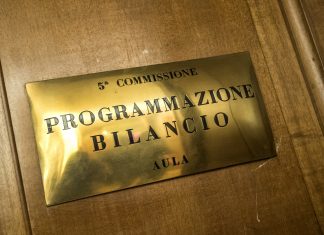 5ª COMMISSIONE
PROGRAMMAZIONE
BILANCIO
AULA